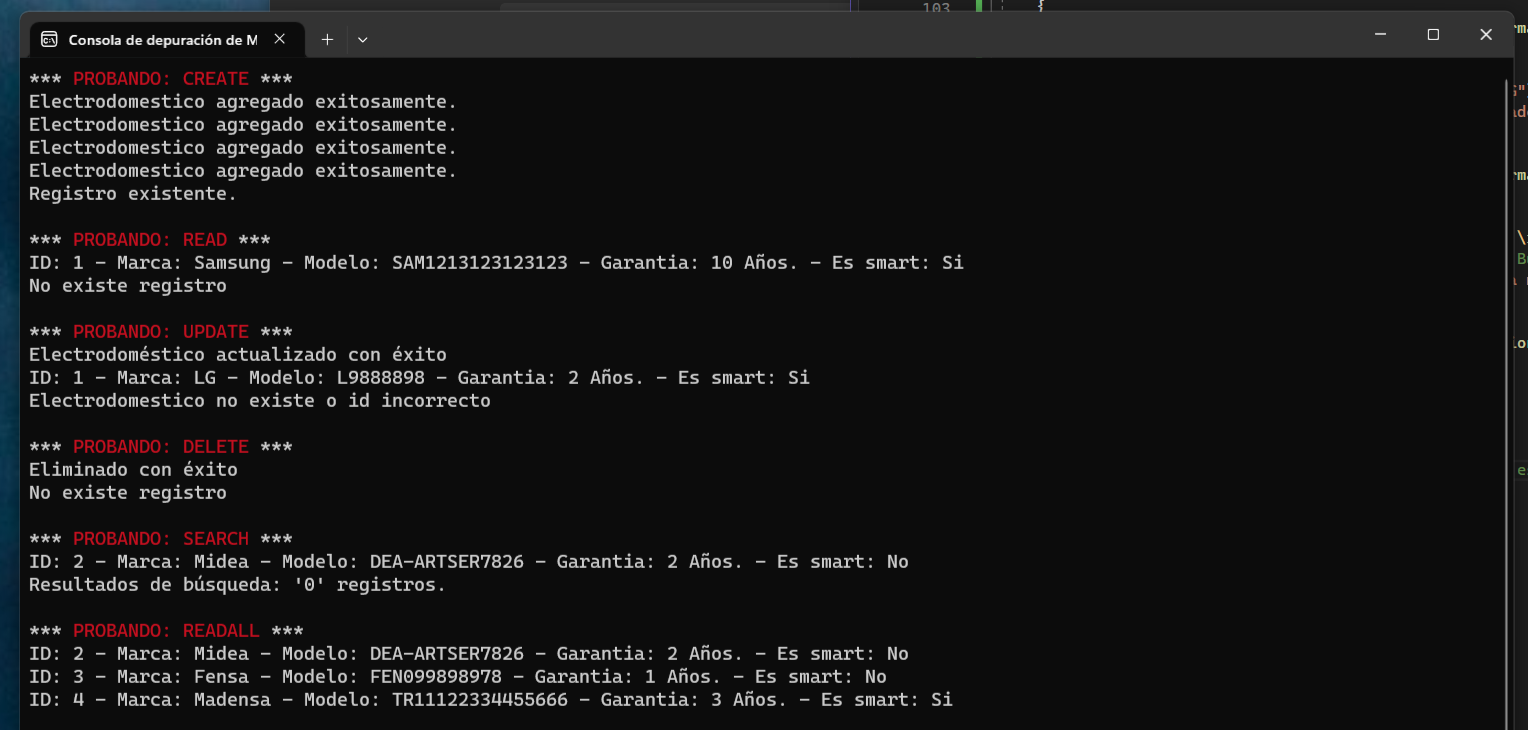 103
{
Consola de depuración de M
*** PROBANDO: CREATE ***
Electrodomestico agregado exitosamente.
Electrodomestico agregado exitosamente.
Electrodomestico agregado exitosamente.
Electrodomestico agregado exitosamente.
Registro existente.
*** PROBANDO: READ ***
ID: 1 - Marca: Samsung - Modelo: SAM1213123123123 - Garantia: 10 Años. - Es smart: Si
No existe registro
*** PROBANDO: UPDATE ***
Electrodoméstico actualizado con éxito
ID: 1 - Marca: LG - Modelo: L9888898 - Garantia: 2 Años. - Es smart: Si
Electrodomestico no existe o id incorrecto
*** PROBANDO: DELETE ***
Eliminado con éxito
No existe registro
*** PROBANDO: SEARCH ***
ID: 2 - Marca: Midea - Modelo: DEA-ARTSER7826 - Garantia: 2 Años. - Es smart: No
Resultados de búsqueda: '0' registros.
*** PROBANDO: READALL ***
ID: 2 - Marca: Midea - Modelo: DEA-ARTSER7826 - Garantia: 2 Años. - Es smart: No
ID: 3 - Marca: Fensa - Modelo: FEN099898978 - Garantia: 1 Años. - Es smart: No
ID: 4 - Marca: Madensa - Modelo: TR11122334455666 - Garantia: 3 Años. - Es smart: Si